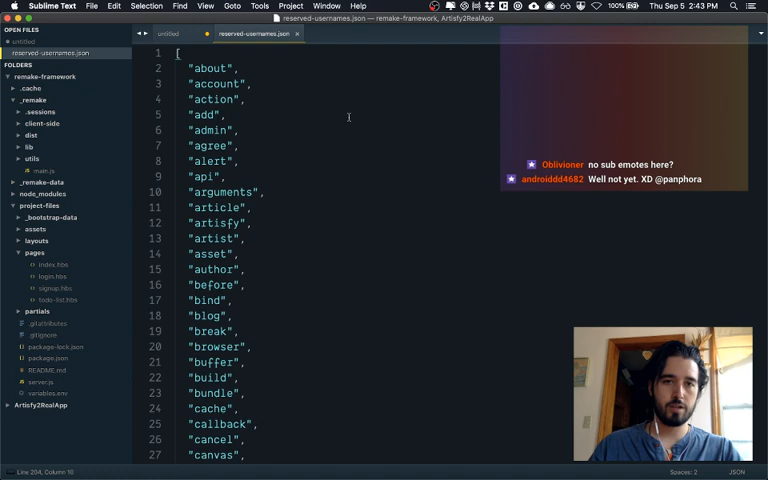 Sublime Text File Edit Selection Find View Goto Tools Project Window Help 100% Thu Sep 5 2:43 PM
reserved-usernames.json — remake-framework, Artisfy2RealApp
OPEN FILES
untitled
reserved-usernames.json
FOLDERS
remake-framework
.cache
_remake
.sessions
client-side
dist
lib
utils
main.js
_remake-data
node_modules
project-files
_bootstrap-data
assets
layouts
pages
index.hbs
login.hbs
signup.hbs
todo-list.hbs
partials
.gitattributes
.gitignore
package-lock.json
package.json
README.md
server.js
variables.env
Artisfy2RealApp
untitled reserved-usernames.json
1 [
2 "about",
3 "account",
4 "action",
5 "add",
6 "admin",
7 "agree",
8 "alert",
9 "api",
10 "arguments",
11 "article",
12 "artisfy",
13 "artist",
14 "asset",
15 "author",
16 "before",
17 "bind",
18 "blog",
19 "break",
20 "browser",
21 "buffer",
22 "build",
23 "bundle",
24 "cache",
25 "callback",
26 "cancel",
27 "canvas",
Oblivioner no sub emotes here?
androiddd4682 Well not yet. XD @panphora
Line 204, Column 10 Spaces: 2 JSON